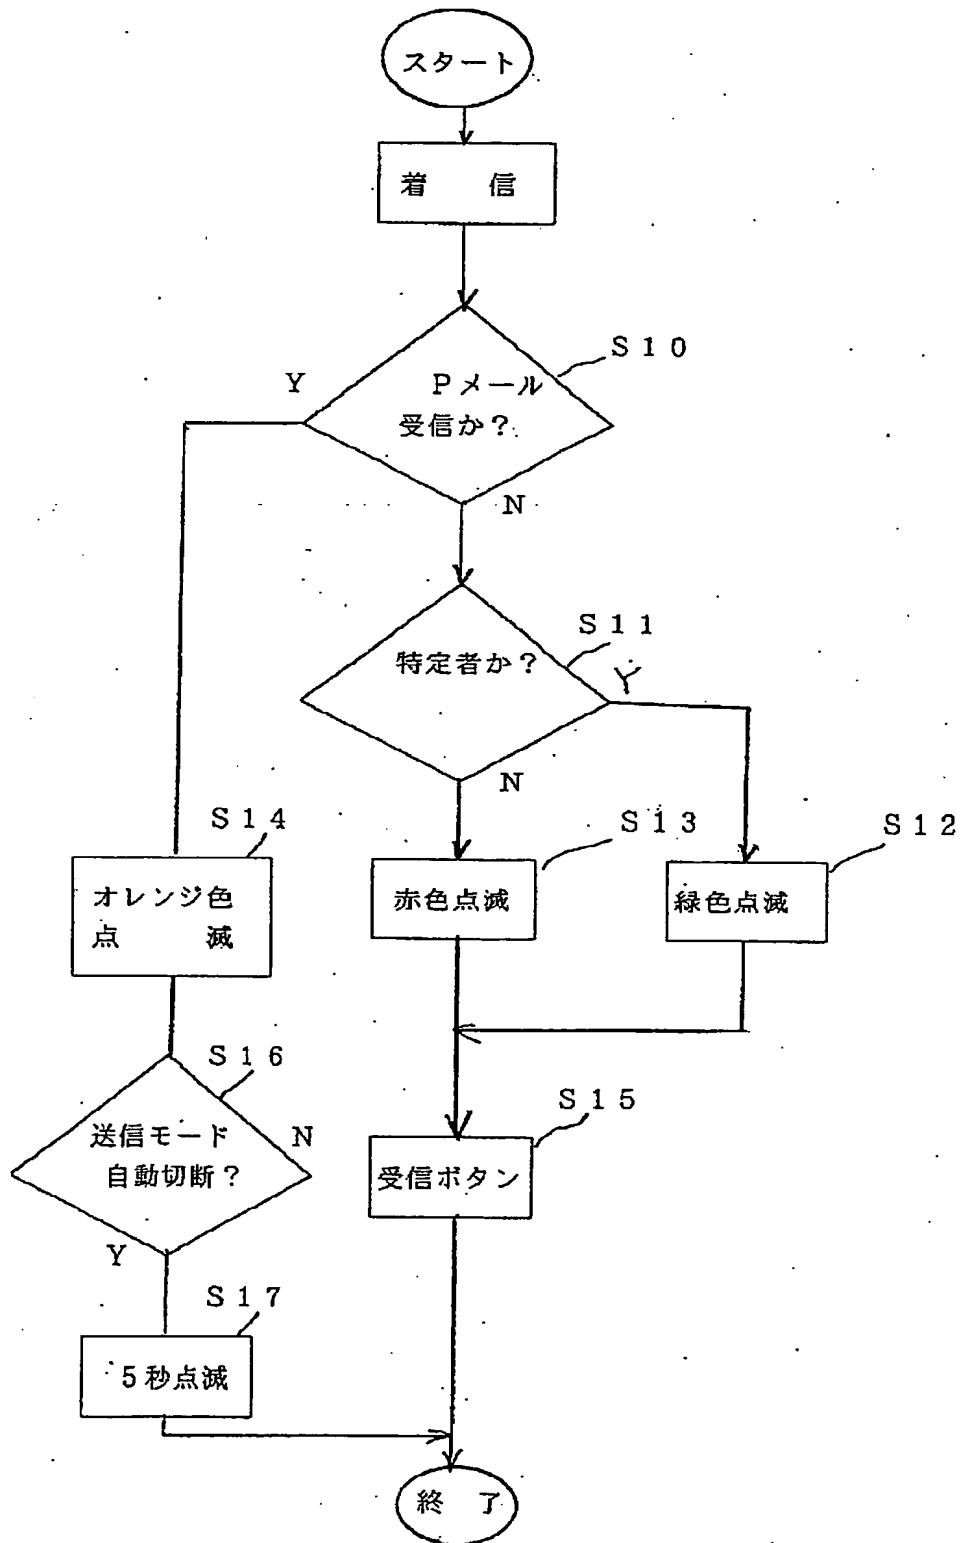 スタート
着　信
S10
Y
Pメール
受信か？
N
S11
特定者か？
Y
N
S14
S13
S12
オレンジ色
点　滅
赤色点滅
緑色点滅
S16
送信モード
自動切断？
N
Y
S15
受信ボタン
S17
5秒点滅
終　了